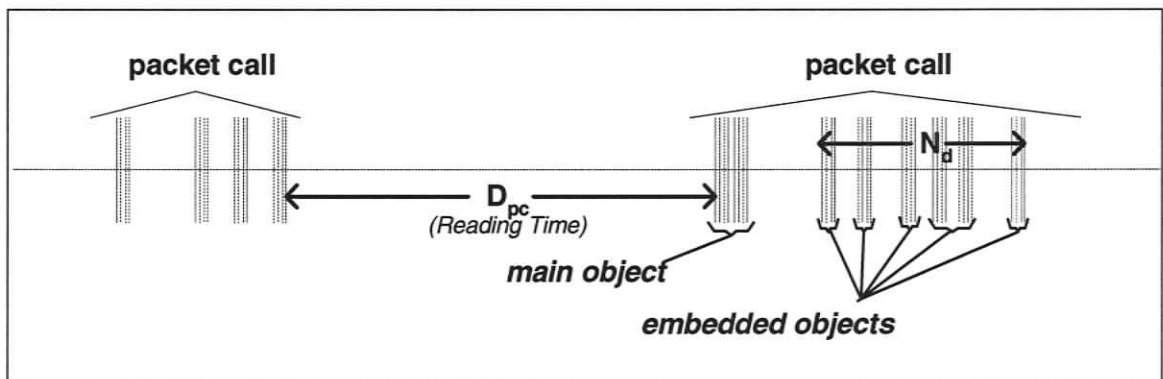 packet call
packet call
N_d
D_pc
(Reading Time)
main object
embedded objects